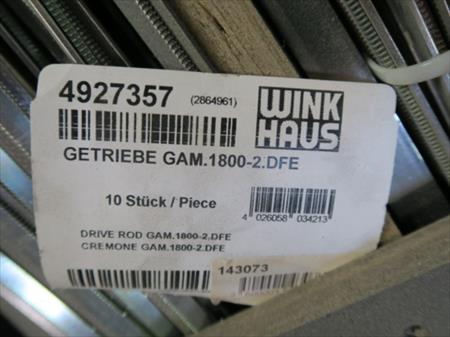 4927357 (2864961)
WINK
HAUS
GETRIEBE GAM.1800-2.DFE
10 Stück / Piece
4 026058 034213
DRIVE ROD GAM.1800-2.DFE
CREMONE GAM.1800-2.DFE
143073